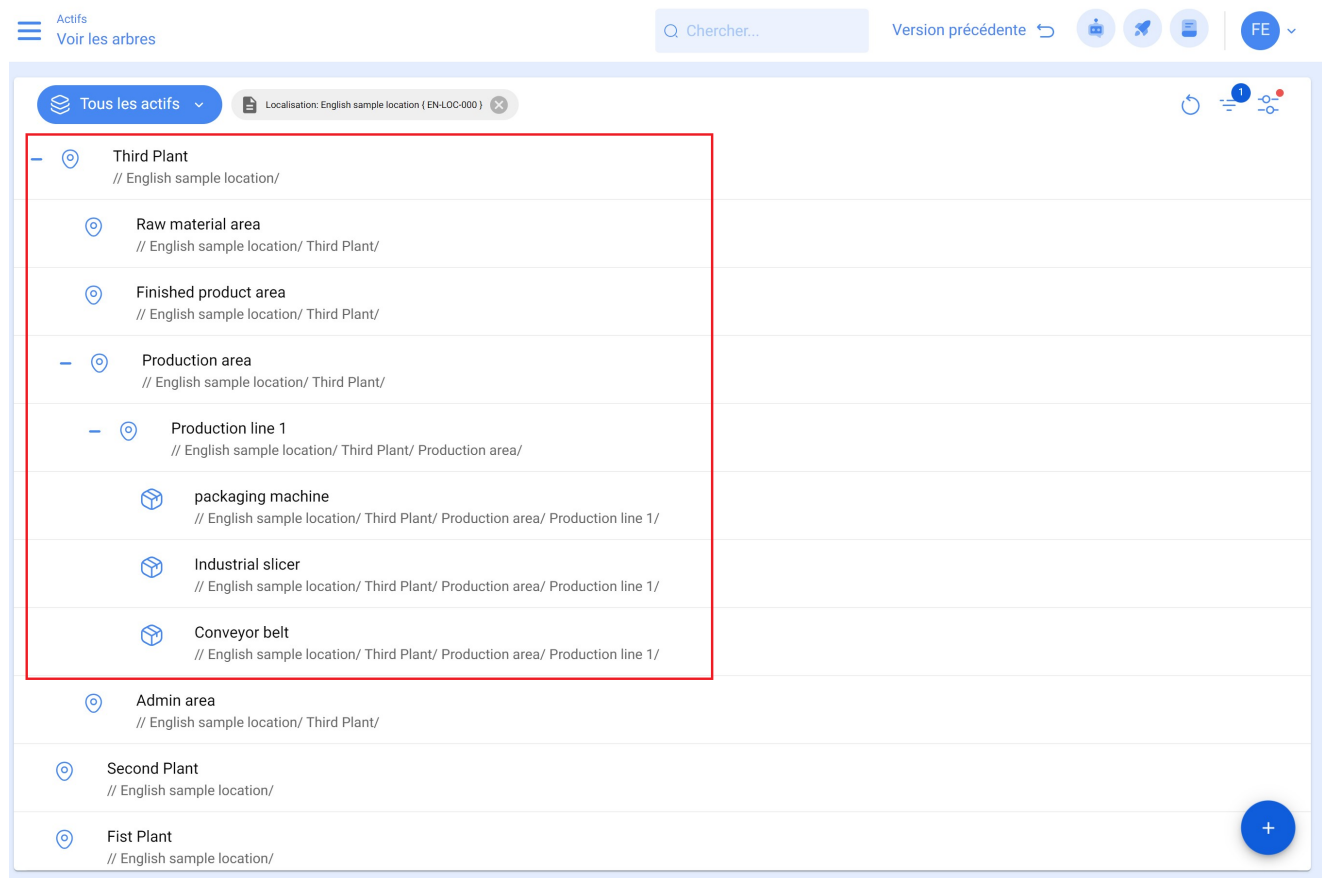 Actifs
Voir les arbres
Chercher...
Version précédente
FE
Tous les actifs
Localisation: English sample location { EN-LOC-000 }
1
Third Plant
// English sample location/
Raw material area
// English sample location/ Third Plant/
Finished product area
// English sample location/ Third Plant/
Production area
// English sample location/ Third Plant/
Production line 1
// English sample location/ Third Plant/ Production area/
packaging machine
// English sample location/ Third Plant/ Production area/ Production line 1/
Industrial slicer
// English sample location/ Third Plant/ Production area/ Production line 1/
Conveyor belt
// English sample location/ Third Plant/ Production area/ Production line 1/
Admin area
// English sample location/ Third Plant/
Second Plant
// English sample location/
Fist Plant
// English sample location/